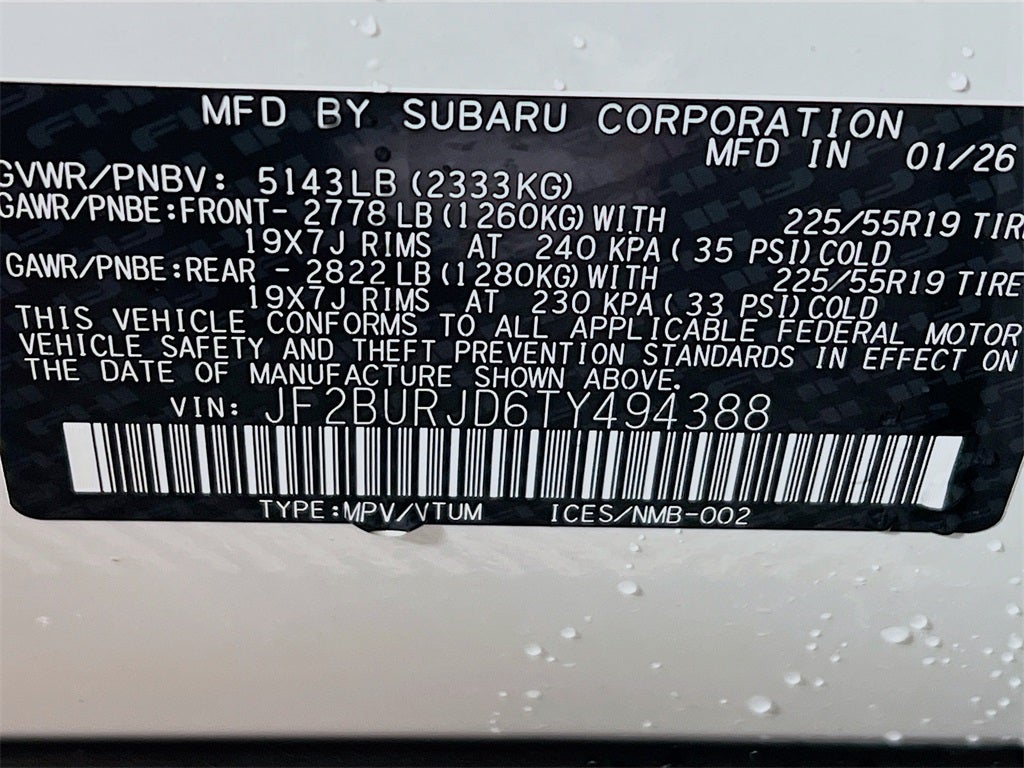 MFD BY SUBARU CORPORATION
MFD IN 01/26
GVWR/PNBV: 5143LB (2333KG)
GAWR/PNBE:FRONT- 2778 LB (1260KG) WITH 225/55R19 TIRE
19X7J RIMS AT 240 KPA ( 35 PSI) COLD
GAWR/PNBE:REAR - 2822 LB (1280KG) WITH 225/55R19 TIRE
19X7J RIMS AT 230 KPA ( 33 PSI) COLD
THIS VEHICLE CONFORMS TO ALL APPLICABLE FEDERAL MOTOR
VEHICLE SAFETY AND THEFT PREVENTION STANDARDS IN EFFECT ON
THE DATE OF MANUFACTURE SHOWN ABOVE.
VIN: JF2BURJD6TY494388
TYPE:MPV/VTUM ICES/NMB-002